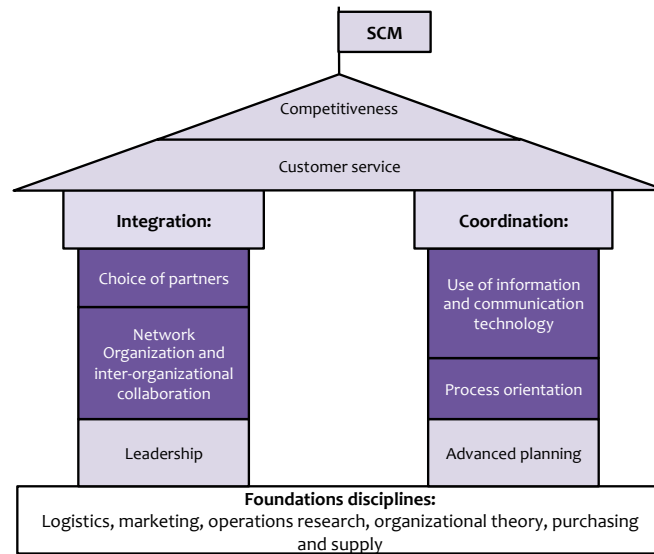 SCM
Competitiveness
Customer service
Integration:
Choice of partners
Network
Organization and
inter-organizational
collaboration
Leadership
Coordination:
Use of information
and communication
technology
Process orientation
Advanced planning
Foundations disciplines:
Logistics, marketing, operations research, organizational theory, purchasing
and supply